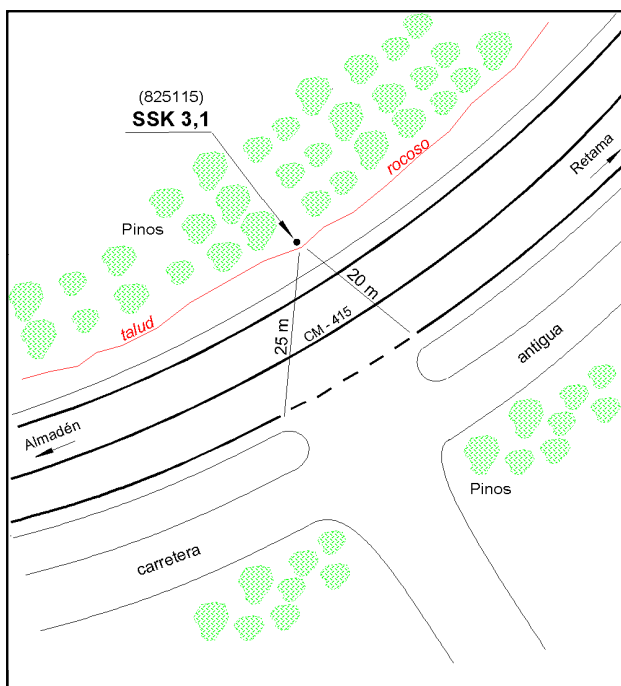 (825115)
SSK 3,1
rocoso
Retama
Pinos
20 m
talud
25 m
CM - 415
antigua
Almadén
Pinos
carretera